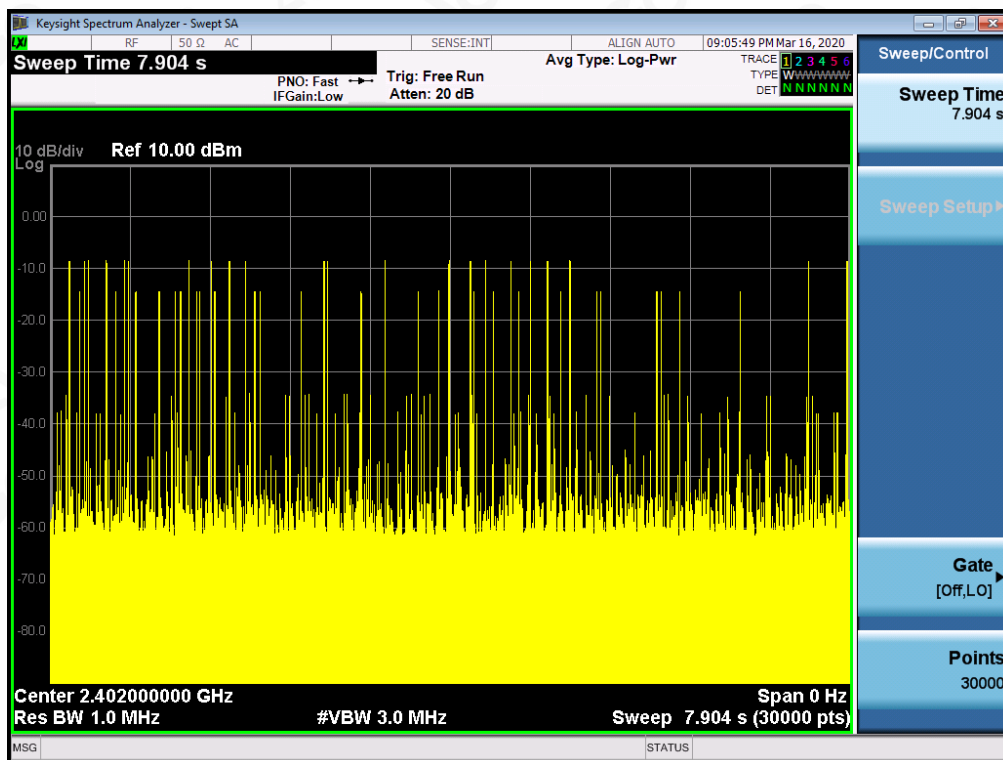 Keysight Spectrum Analyzer - Swept SA
LXI RF 50 Ω AC SENSE:INT ALIGN AUTO 09:05:49 PM Mar 16, 2020
Sweep Time 7.904 s
PNO: Fast
IFGain:Low
Trig: Free Run
Atten: 20 dB
Avg Type: Log-Pwr
TRACE 1 2 3 4 5 6
TYPE WWWWWW
DET N N N N N N
10 dB/div Ref 10.00 dBm
Log
0.00
-10.0
-20.0
-30.0
-40.0
-50.0
-60.0
-70.0
-80.0
Center 2.402000000 GHz Span 0 Hz
Res BW 1.0 MHz #VBW 3.0 MHz Sweep 7.904 s (30000 pts)
MSG STATUS
Sweep/Control
Sweep Time
7.904 s
Sweep Setup
Gate
[Off,LO]
Points
30000